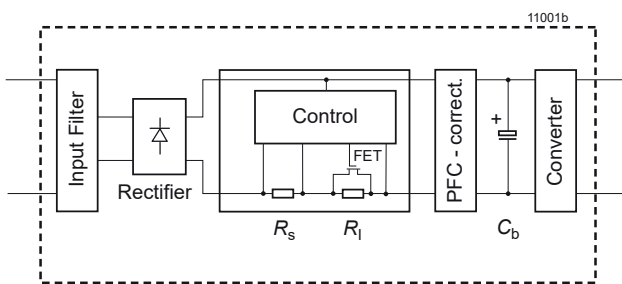 11001b
Input Filter
Rectifier
Control
FET
Rs
Rl
PFC - correct.
+
Cb
Converter